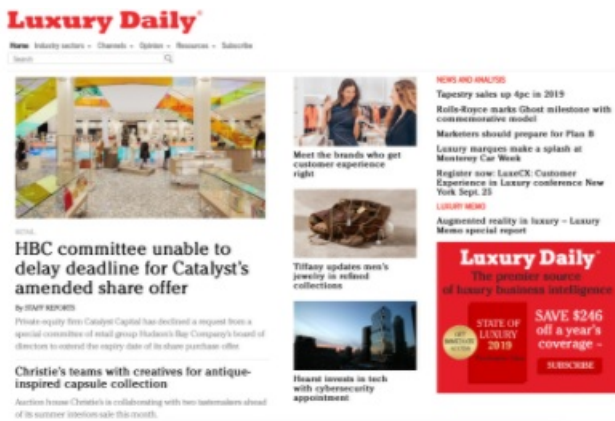 Luxury Daily
Home Industry sectors Channels Opinion Resources Subscribe
Search
RETAIL
HBC committee unable to
delay deadline for Catalyst's
amended share offer
By STAFF REPORTS
Private equity firm Catalyst Capital has declined a request from a
special committee of retail group Hudson's Bay Company's board of
directors to extend the expiry date of its share purchase offer.
Christie's teams with creatives for antique-
inspired capsule collection
Auction house Christie's is collaborating with two tastemakers ahead
of its summer interiors sale this month.
Meet the brands who get
customer experience
right
Tiffany updates men's
jewelry in refined
collections
Hearst invests in tech
with cybersecurity
appointment
NEWS AND ANALYSIS
Tapestry sales up 4pc in 2019
Rolls-Royce marks Ghost milestone with
commemorative model
Marketers should prepare for Plan B
Luxury marques make a splash at
Monterey Car Week
Register now: LuxeCX: Customer
Experience in Luxury conference New
York Sept. 25
LUXURY MEMO
Augmented reality in luxury – Luxury
Memo special report
Luxury Daily
The premier source
of luxury business intelligence
GET
IMMEDIATE
ACCESS
STATE OF
LUXURY
2019
SAVE $246
off a year's
coverage –
SUBSCRIBE